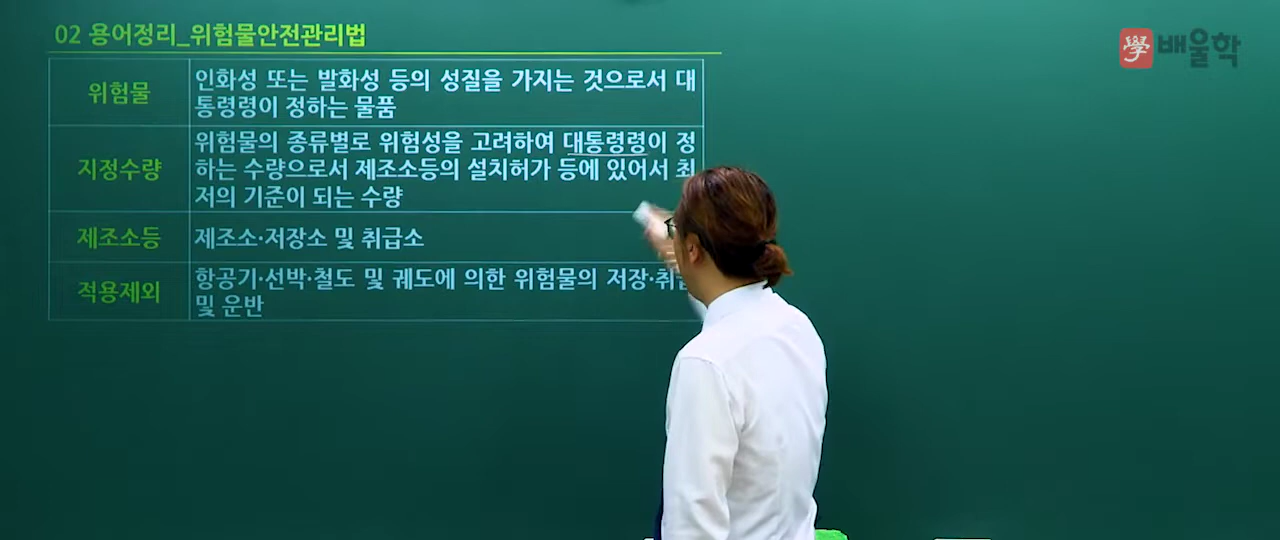 02 용어정리_위험물안전관리법
學 배울학
위험물
인화성 또는 발화성 등의 성질을 가지는 것으로서 대
통령령이 정하는 물품
지정수량
위험물의 종류별로 위험성을 고려하여 대통령령이 정
하는 수량으로서 제조소등의 설치허가 등에 있어서 최
저의 기준이 되는 수량
제조소등
제조소·저장소 및 취급소
적용제외
항공기·선박·철도 및 궤도에 의한 위험물의 저장·취급
및 운반